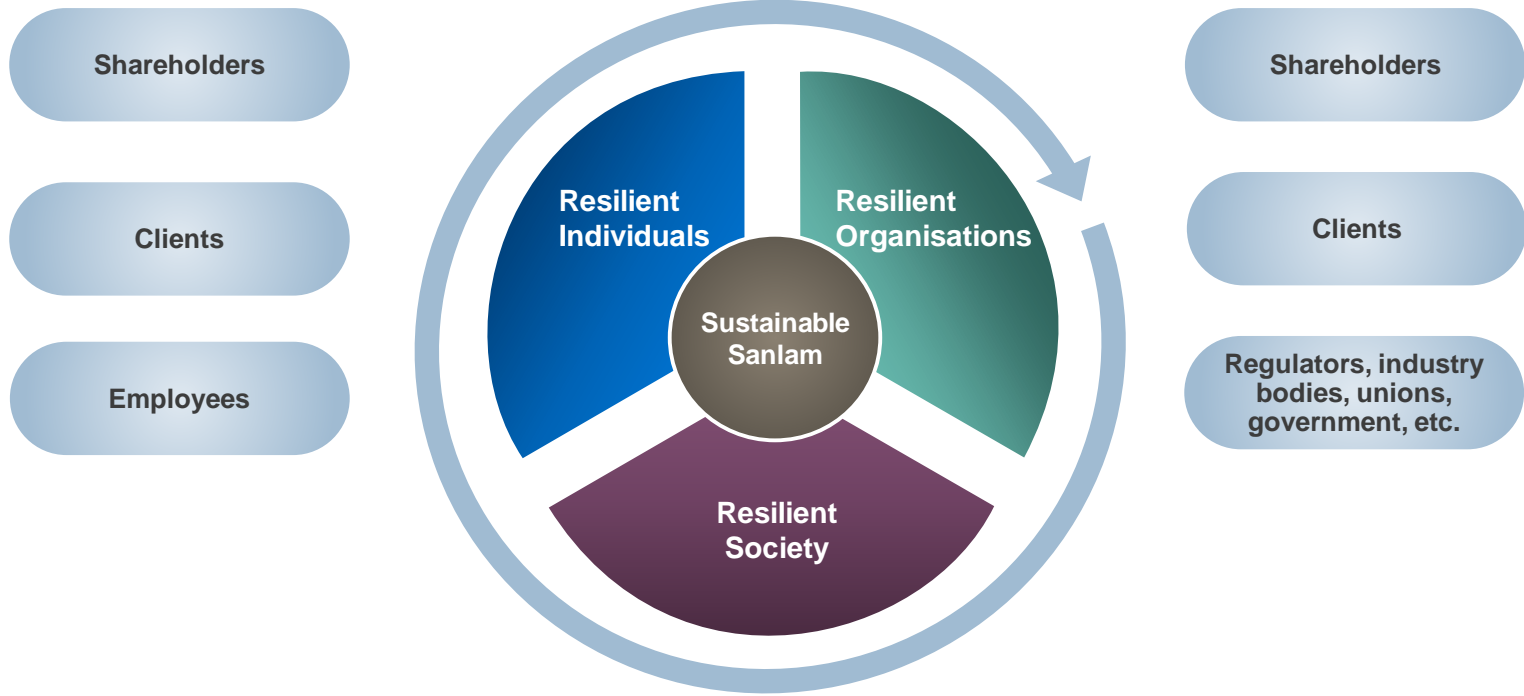 Shareholders
Clients
Employees
Resilient
Individuals
Resilient
Organisations
Sustainable
Sanlam
Resilient
Society
Shareholders
Clients
Regulators, industry
bodies, unions,
government, etc.